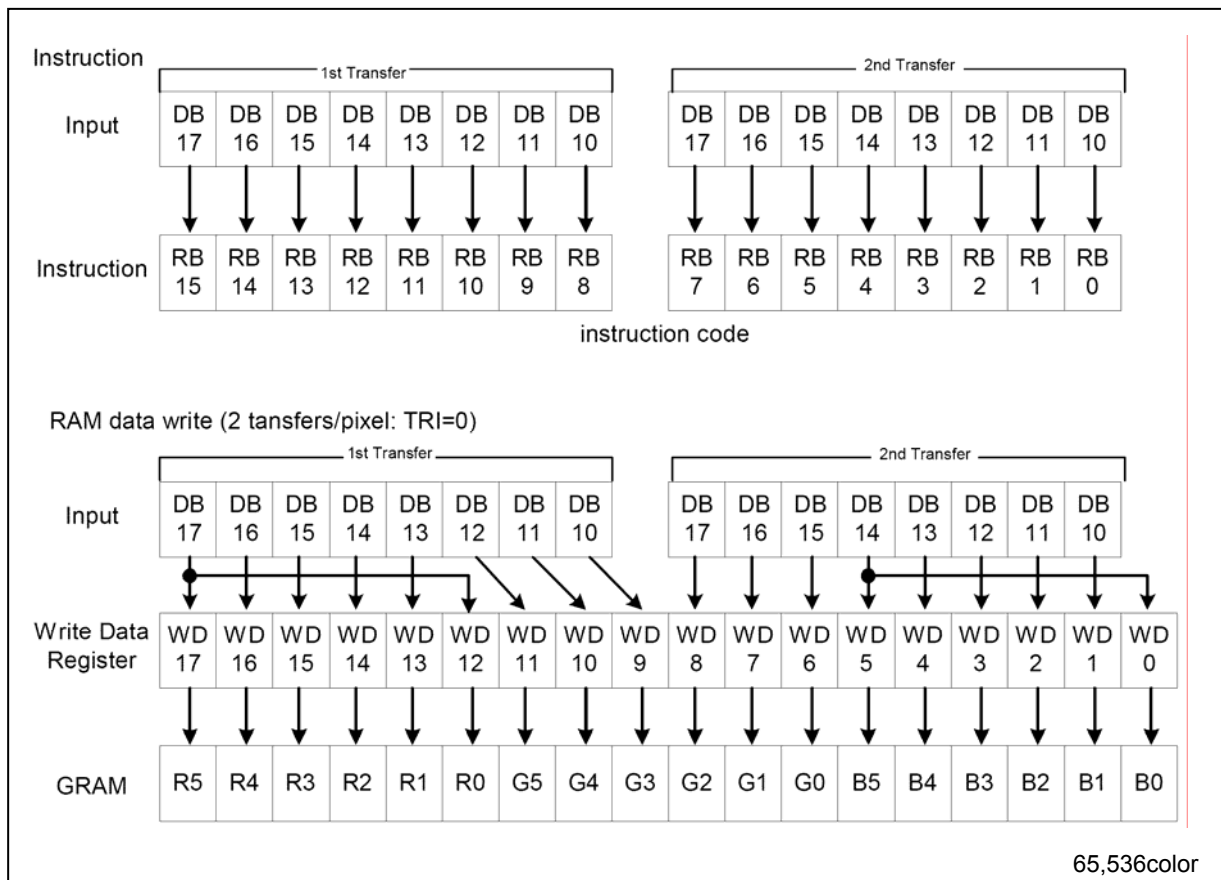 Instruction
1st Transfer
2nd Transfer
Input
DB DB DB DB DB DB DB DB DB DB DB DB DB DB DB DB
17 16 15 14 13 12 11 10 17 16 15 14 13 12 11 10
Instruction
RB RB RB RB RB RB RB RB RB RB RB RB RB RB RB RB
15 14 13 12 11 10 9 8 7 6 5 4 3 2 1 0
instruction code
RAM data write (2 tansfers/pixel: TRI=0)
1st Transfer
2nd Transfer
Input
DB DB DB DB DB DB DB DB DB DB DB DB DB DB DB DB
17 16 15 14 13 12 11 10 17 16 15 14 13 12 11 10
Write Data
Register
WD WD WD WD WD WD WD WD WD WD WD WD WD WD WD WD WD WD
17 16 15 14 13 12 11 10 9 8 7 6 5 4 3 2 1 0
GRAM
R5 R4 R3 R2 R1 R0 G5 G4 G3 G2 G1 G0 B5 B4 B3 B2 B1 B0
65,536color